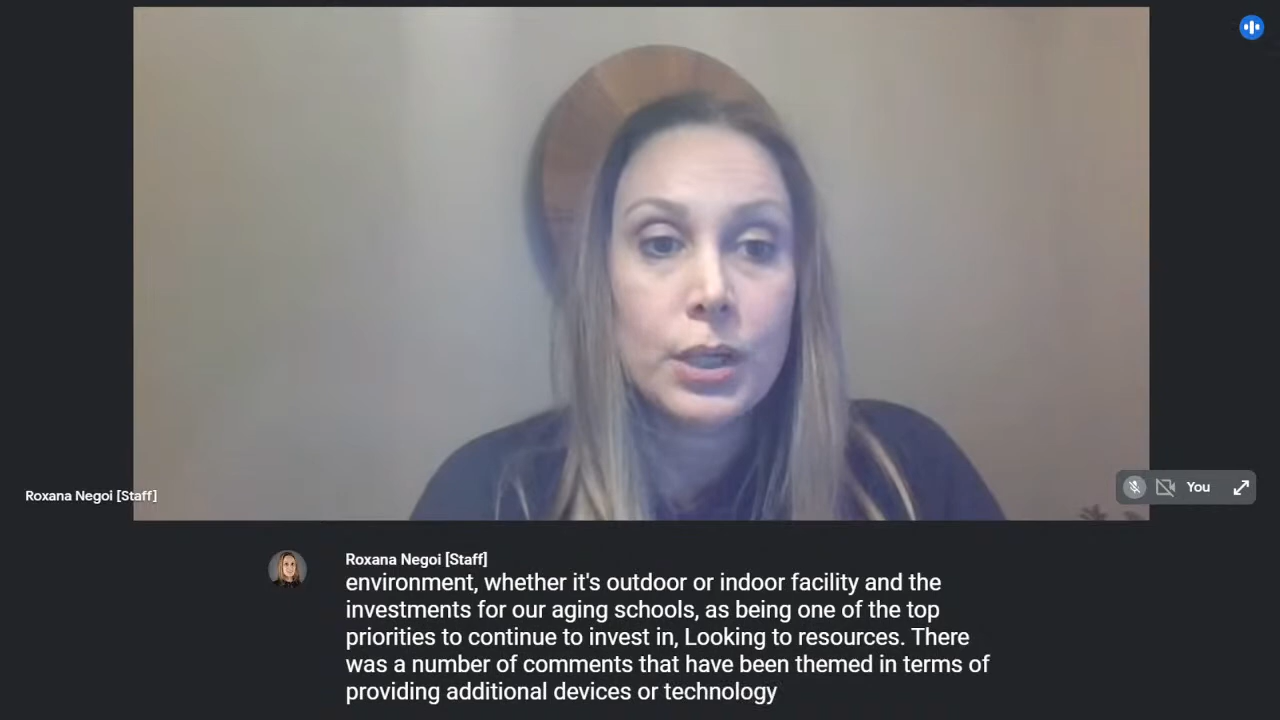 Roxana Negoi [Staff]
You
Roxana Negoi [Staff]
environment, whether it's outdoor or indoor facility and the
investments for our aging schools, as being one of the top
priorities to continue to invest in, Looking to resources. There
was a number of comments that have been themed in terms of
providing additional devices or technology